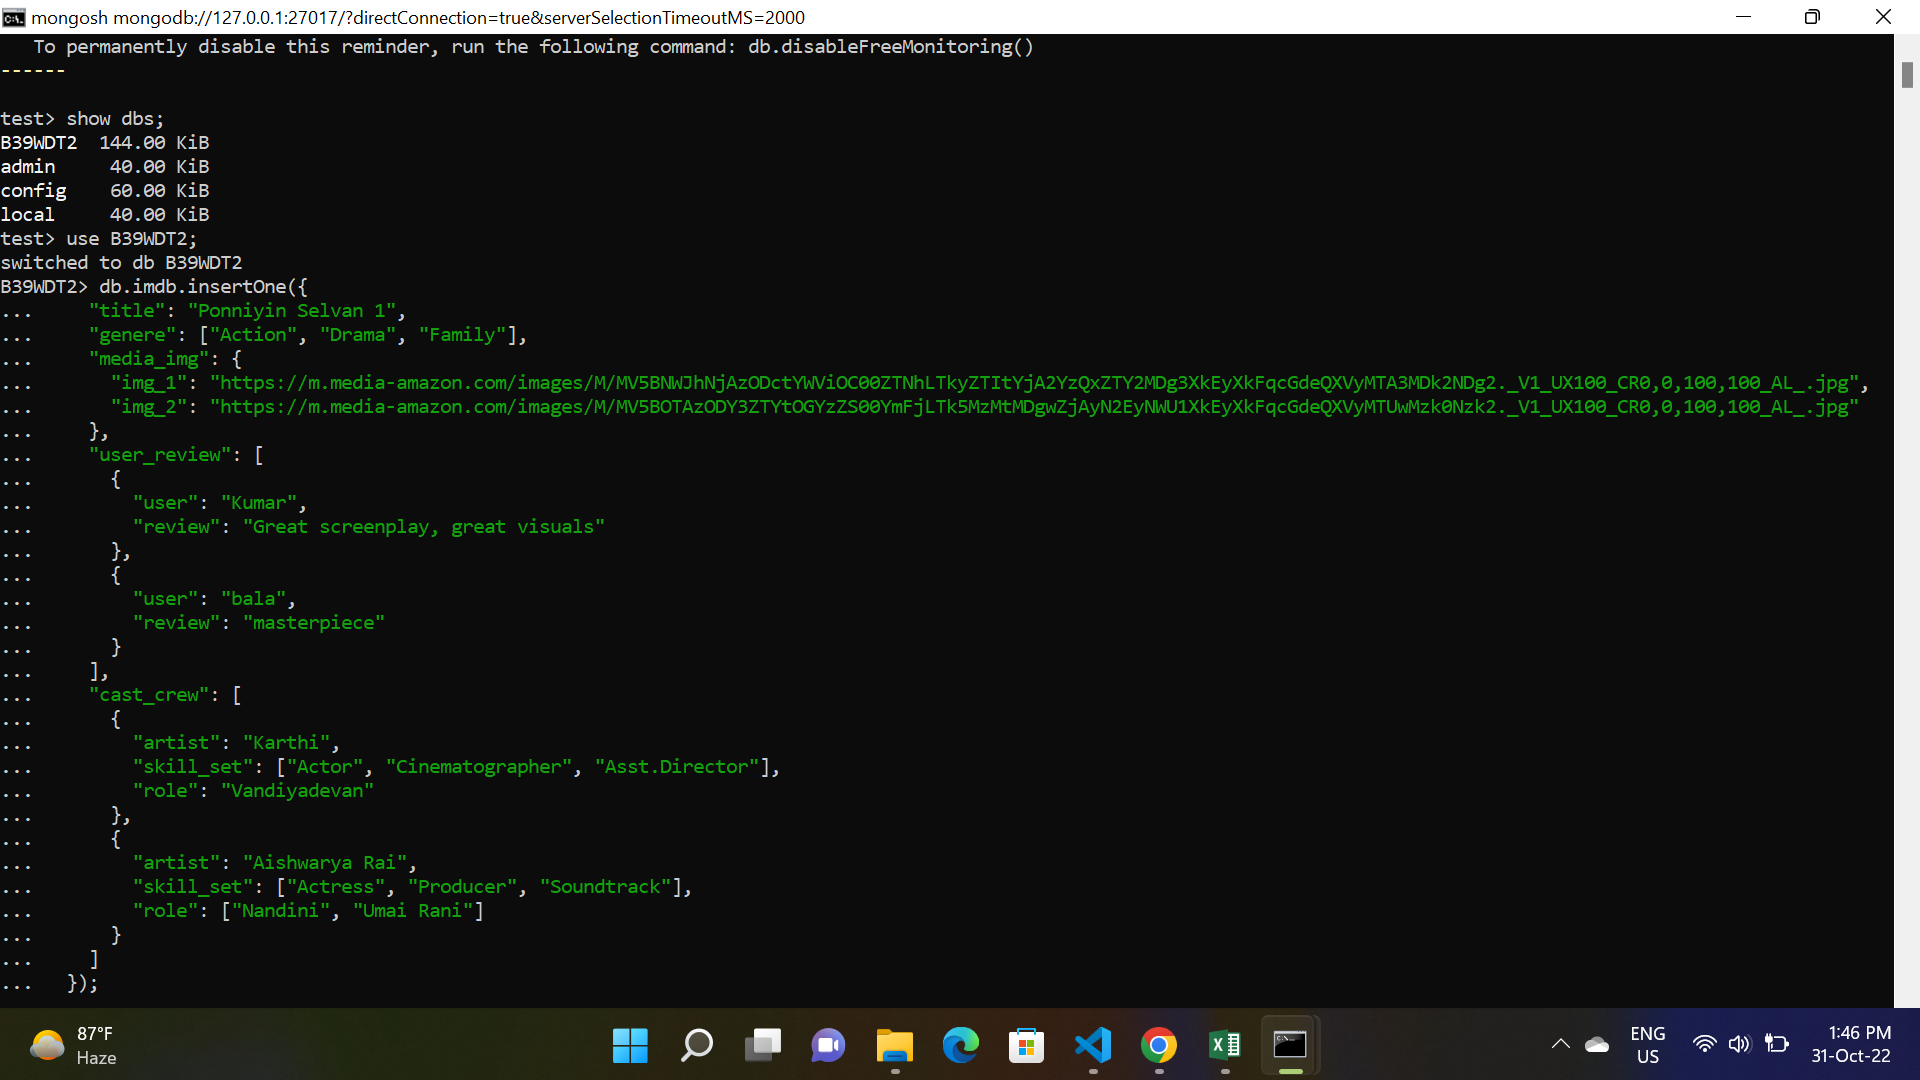 mongosh mongodb://127.0.0.1:27017/?directConnection=true&serverSelectionTimeoutMS=2000
To permanently disable this reminder, run the following command: db.disableFreeMonitoring()
------
test> show dbs;
B39WDT2  144.00 KiB
admin     40.00 KiB
config    60.00 KiB
local     40.00 KiB
test> use B39WDT2;
switched to db B39WDT2
B39WDT2> db.imdb.insertOne({
...     "title": "Ponniyin Selvan 1",
...     "genere": ["Action", "Drama", "Family"],
...     "media_img": {
...       "img_1": "https://m.media-amazon.com/images/M/MV5BNWJhNjAzODctYWViOC00ZTNhLTkyZTItYjA2YzQxZTY2MDg3XkEyXkFqcGdeQXVyMTA3MDk2NDg2._V1_UX100_CR0,0,100,100_AL_.jpg",
...       "img_2": "https://m.media-amazon.com/images/M/MV5BOTAzODY3ZTYtOGYzZS00YmFjLTk5MzMtMDgwZjAyN2EyNWU1XkEyXkFqcGdeQXVyMTUwMzk0Nzk2._V1_UX100_CR0,0,100,100_AL_.jpg"
...     },
...     "user_review": [
...       {
...         "user": "Kumar",
...         "review": "Great screenplay, great visuals"
...       },
...       {
...         "user": "bala",
...         "review": "masterpiece"
...       }
...     ],
...     "cast_crew": [
...       {
...         "artist": "Karthi",
...         "skill_set": ["Actor", "Cinematographer", "Asst.Director"],
...         "role": "Vandiyadevan"
...       },
...       {
...         "artist": "Aishwarya Rai",
...         "skill_set": ["Actress", "Producer", "Soundtrack"],
...         "role": ["Nandini", "Umai Rani"]
...       }
...     ]
...   });
87°F
Haze
ENG
US
1:46 PM
31-Oct-22